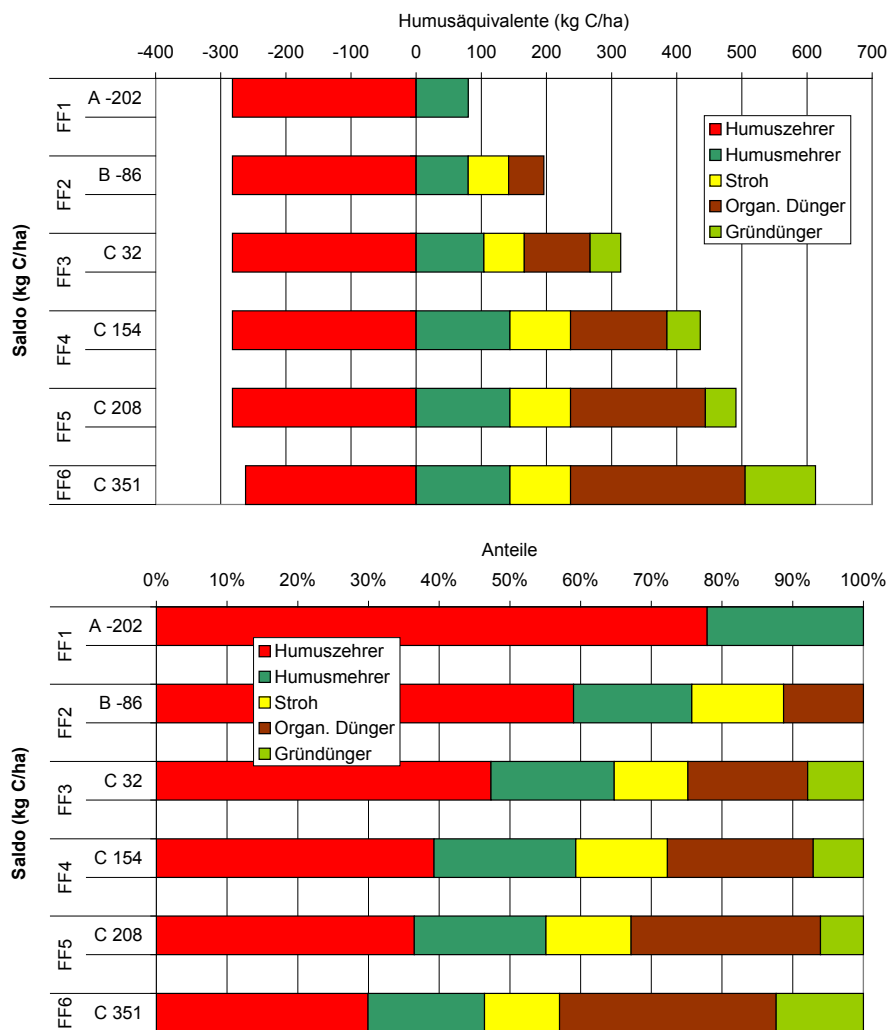 Humusäquivalente (kg C/ha)
-400 -300 -200 -100 0 100 200 300 400 500 600 700
Saldo (kg C/ha)
FF1 A -202
FF2 B -86
FF3 C 32
FF4 C 154
FF5 C 208
FF6 C 351
Humuszehrer
Humusmehrer
Stroh
Organ. Dünger
Gründünger
Anteile
0% 10% 20% 30% 40% 50% 60% 70% 80% 90% 100%
Saldo (kg C/ha)
FF1 A -202
FF2 B -86
FF3 C 32
FF4 C 154
FF5 C 208
FF6 C 351
Humuszehrer
Humusmehrer
Stroh
Organ. Dünger
Gründünger